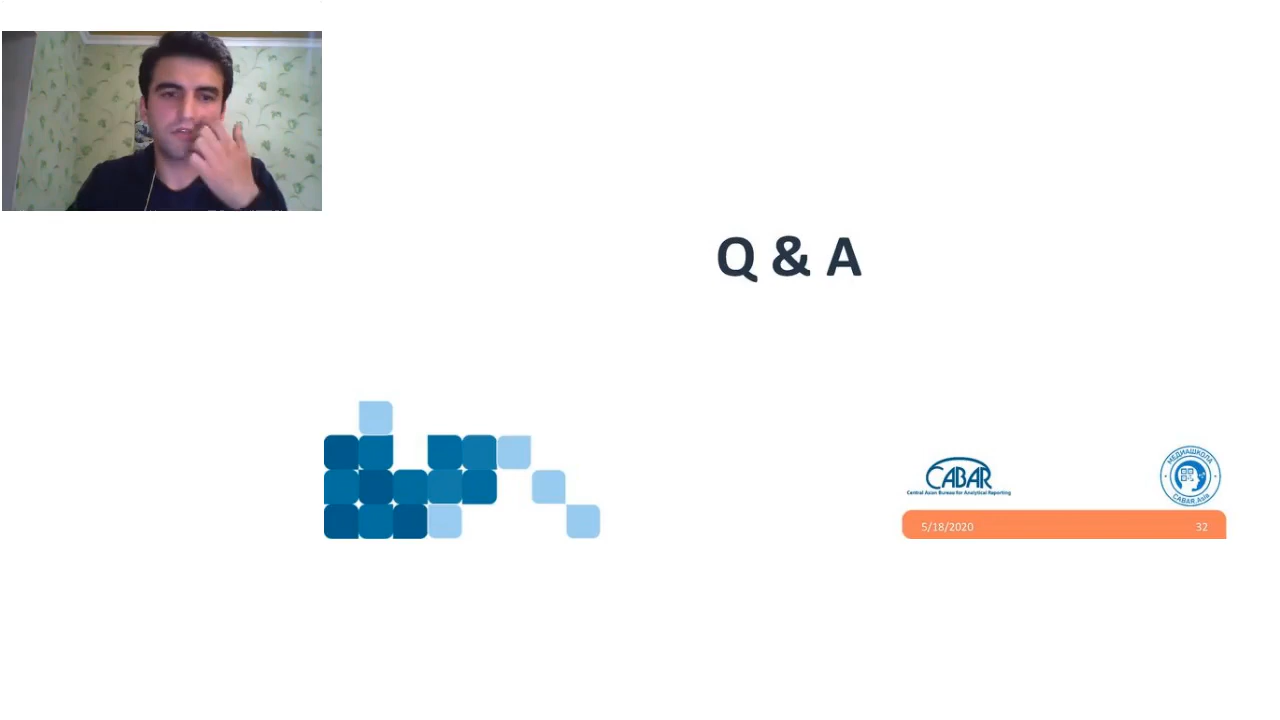 Q & A
CABAR
Central Asian Bureau for Analytical Reporting
МЕДИАШКОЛА
CABAR.Asia
5/18/2020
32